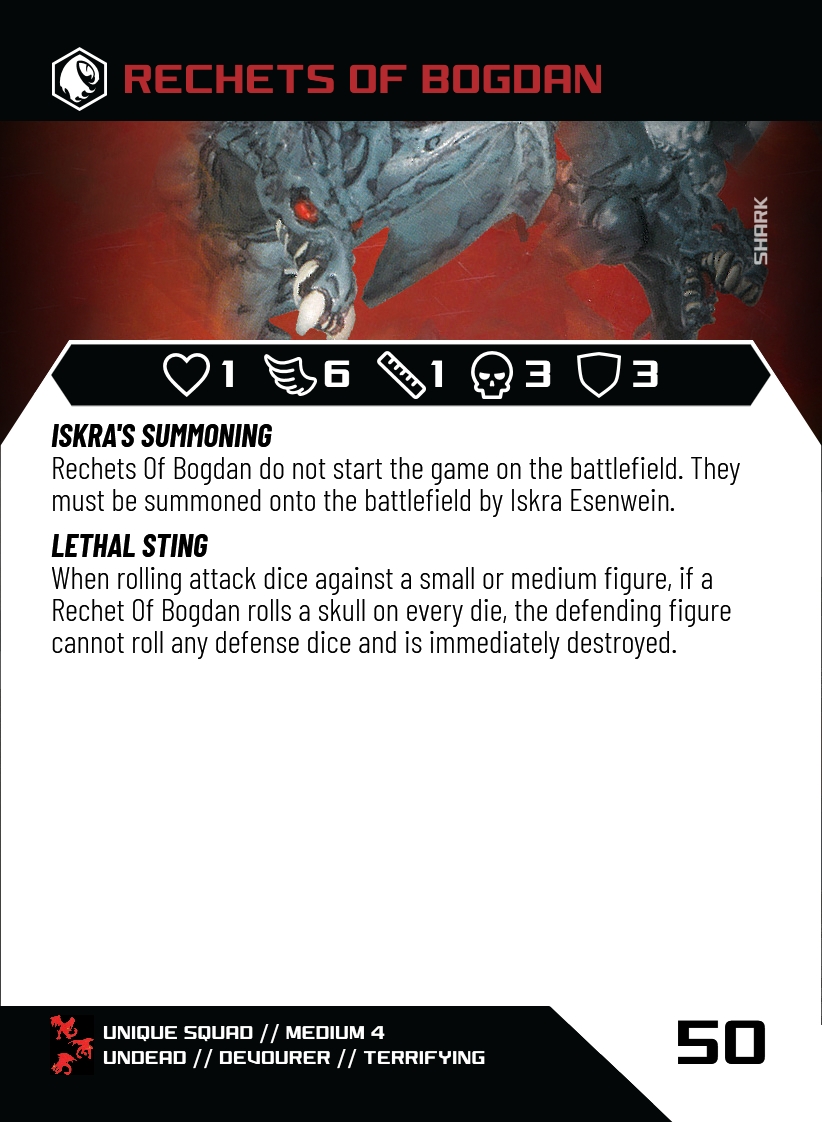 RECHETS OF BOGDAN
SHARK
1 6 1 3 3
ISKRA'S SUMMONING
Rechets Of Bogdan do not start the game on the battlefield. They
must be summoned onto the battlefield by Iskra Esenwein.
LETHAL STING
When rolling attack dice against a small or medium figure, if a
Rechet Of Bogdan rolls a skull on every die, the defending figure
cannot roll any defense dice and is immediately destroyed.
UNIQUE SQUAD // MEDIUM 4
UNDEAD // DEVOURER // TERRIFYING
50